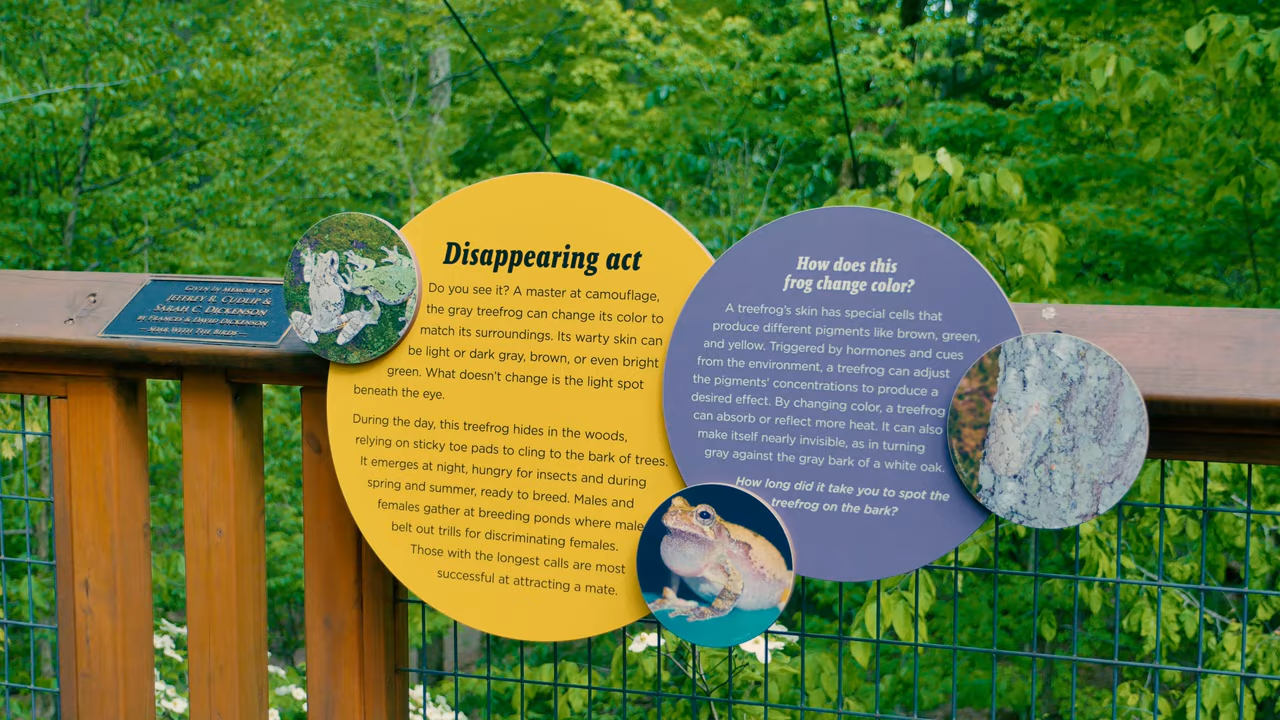 GIVEN IN MEMORY OF
JEFFREY R. CUDLIP &
SARAH C. DICKENSON
BY FRANCES & DAVID DICKENSON
—SOAR WITH THE BIRDS—
Disappearing act
Do you see it? A master at camouflage,
the gray treefrog can change its color to
match its surroundings. Its warty skin can
be light or dark gray, brown, or even bright
green. What doesn't change is the light spot
beneath the eye.
During the day, this treefrog hides in the woods,
relying on sticky toe pads to cling to the bark of trees.
It emerges at night, hungry for insects and during
spring and summer, ready to breed. Males and
females gather at breeding ponds where male
belt out trills for discriminating females.
Those with the longest calls are most
successful at attracting a mate.
How does this
frog change color?
A treefrog's skin has special cells that
produce different pigments like brown, green,
and yellow. Triggered by hormones and cues
from the environment, a treefrog can adjust
the pigments' concentrations to produce a
desired effect. By changing color, a treefrog
can absorb or reflect more heat. It can also
make itself nearly invisible, as in turning
gray against the gray bark of a white oak.
How long did it take you to spot the
treefrog on the bark?